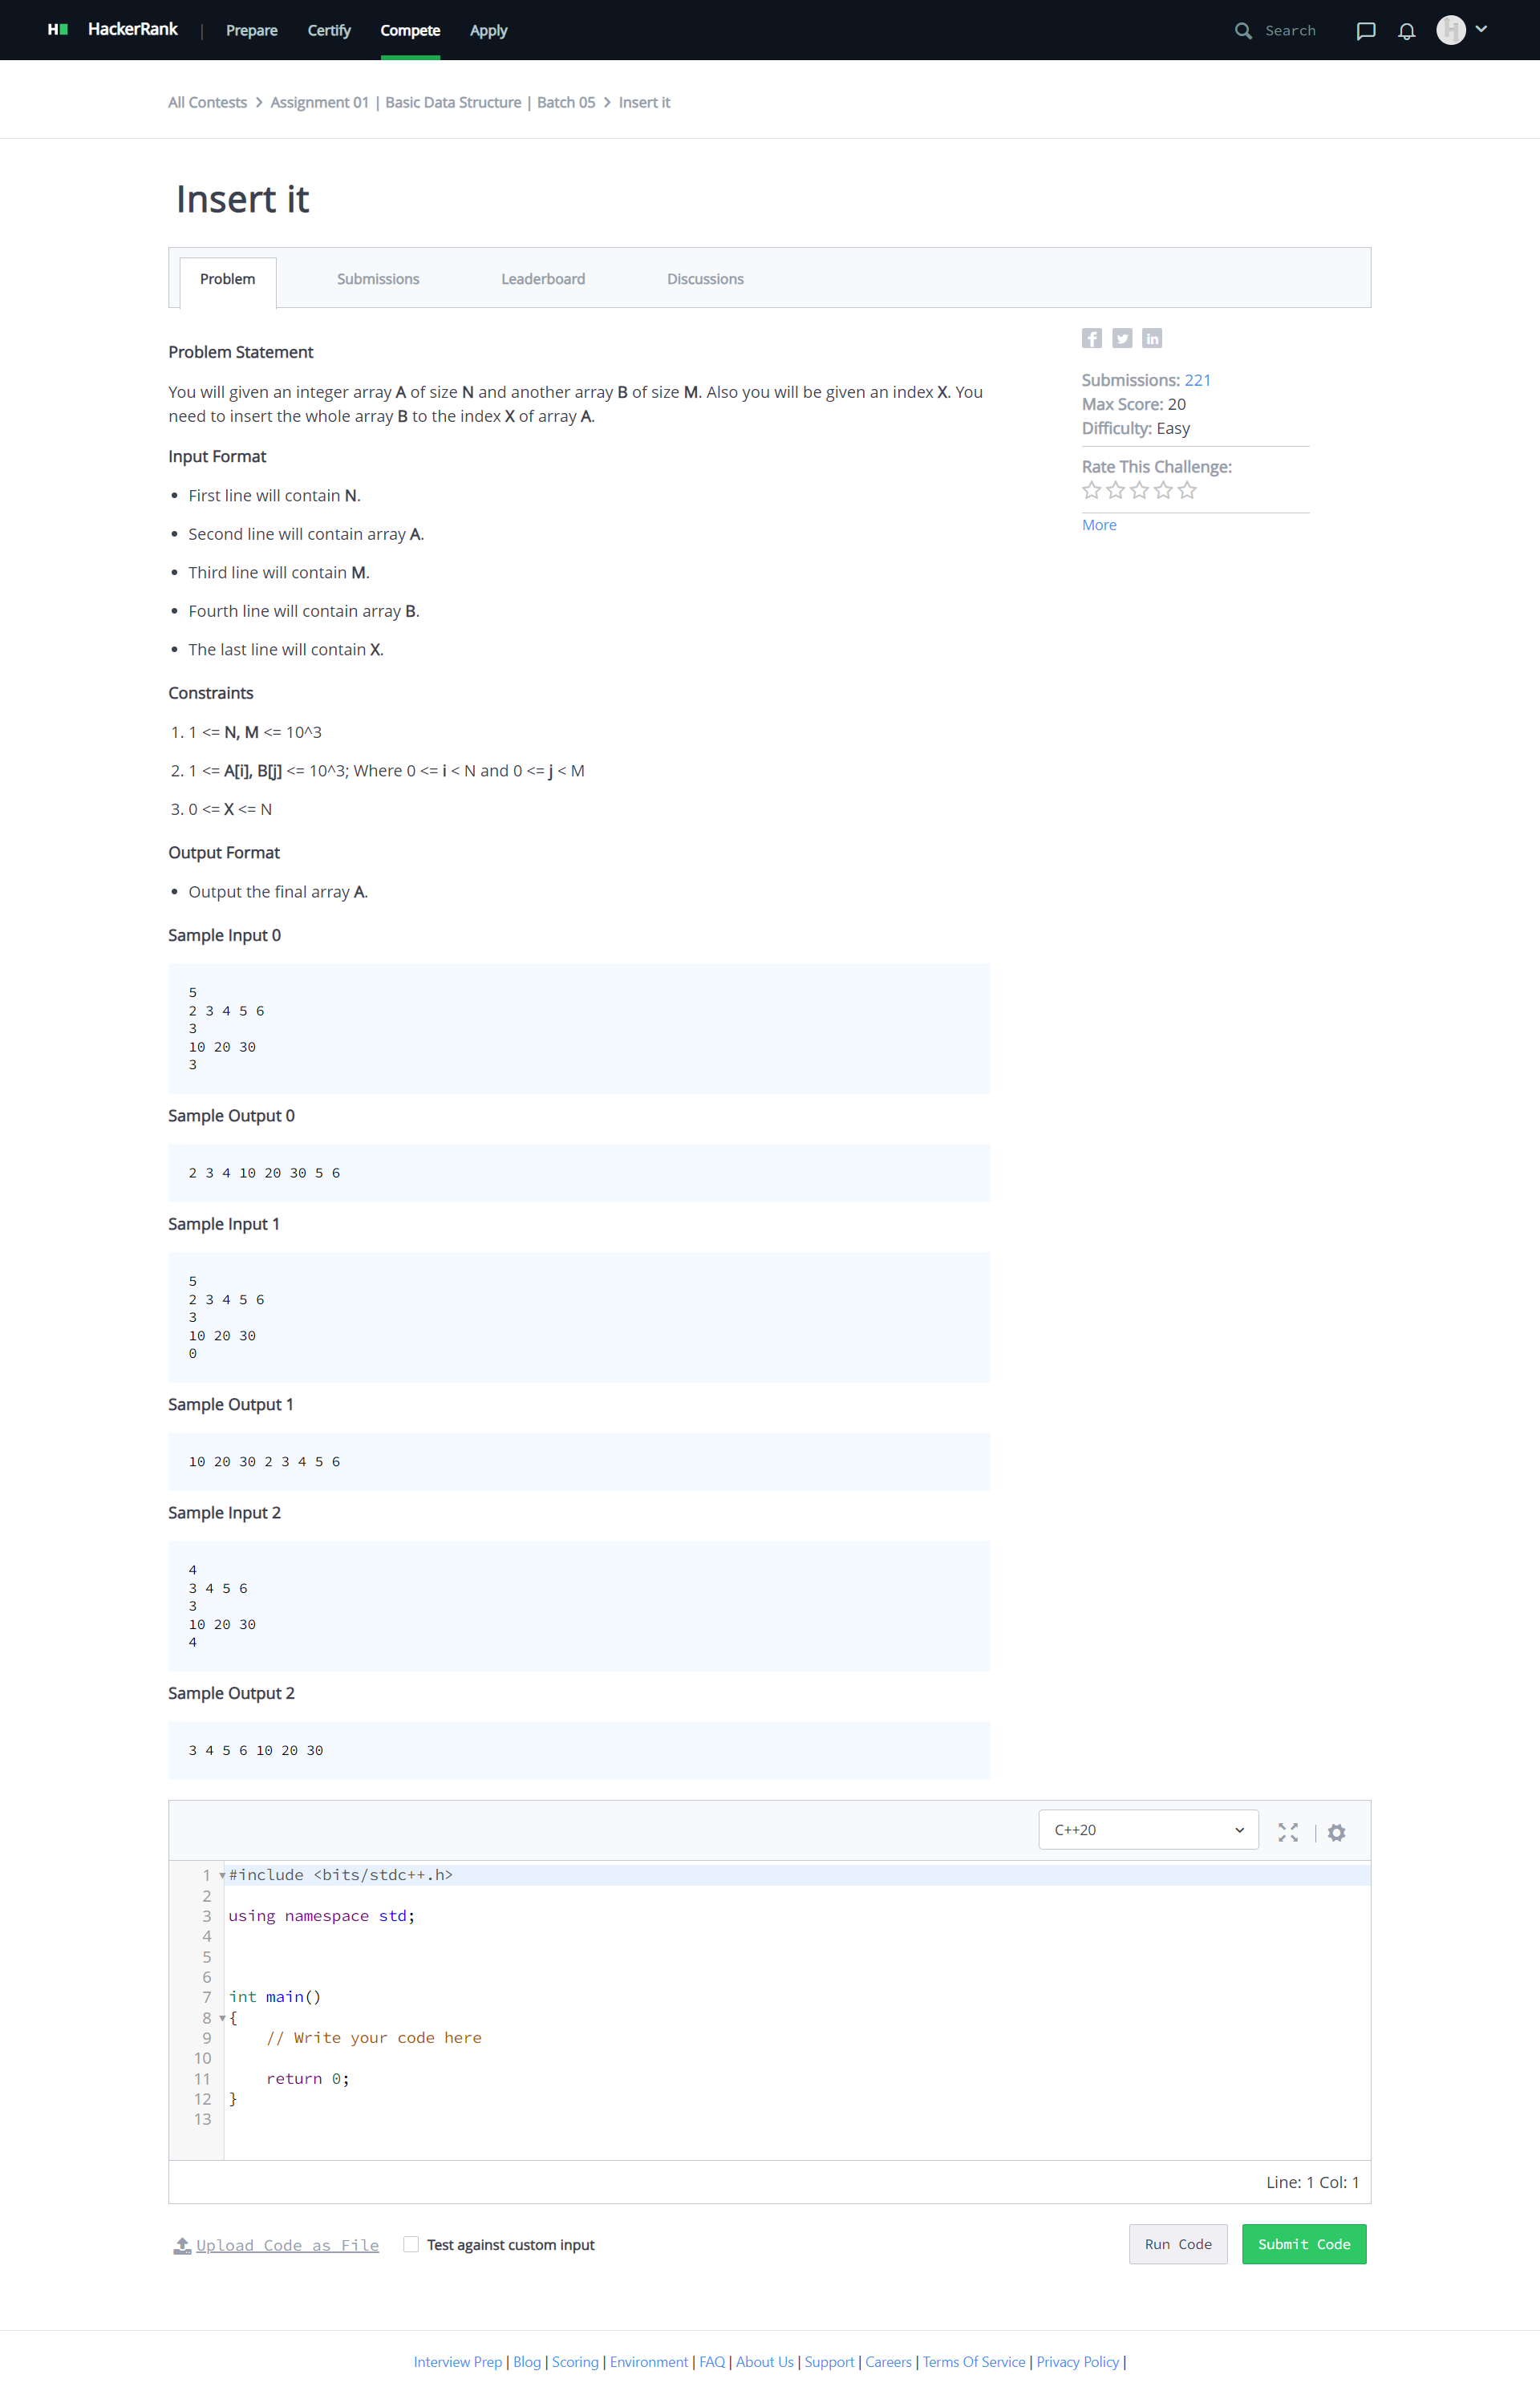 HackerRank | Prepare Certify Compete Apply Search
All Contests > Assignment 01 | Basic Data Structure | Batch 05 > Insert it
Insert it
Problem Submissions Leaderboard Discussions
Problem Statement
You will given an integer array A of size N and another array B of size M. Also you will be given an index X. You
need to insert the whole array B to the index X of array A.
Submissions: 221
Max Score: 20
Difficulty: Easy
Rate This Challenge:
More
Input Format
• First line will contain N.
• Second line will contain array A.
• Third line will contain M.
• Fourth line will contain array B.
• The last line will contain X.
Constraints
1. 1 <= N, M <= 10^3
2. 1 <= A[i], B[j] <= 10^3; Where 0 <= i < N and 0 <= j < M
3. 0 <= X <= N
Output Format
• Output the final array A.
Sample Input 0
5
2 3 4 5 6
3
10 20 30
3
Sample Output 0
2 3 4 10 20 30 5 6
Sample Input 1
5
2 3 4 5 6
3
10 20 30
0
Sample Output 1
10 20 30 2 3 4 5 6
Sample Input 2
4
3 4 5 6
3
10 20 30
4
Sample Output 2
3 4 5 6 10 20 30
C++20
1 #include <bits/stdc++.h>
2
3 using namespace std;
4
5
6
7 int main()
8 {
9     // Write your code here
10
11     return 0;
12 }
13
Line: 1 Col: 1
Upload Code as File Test against custom input Run Code Submit Code
Interview Prep | Blog | Scoring | Environment | FAQ | About Us | Support | Careers | Terms Of Service | Privacy Policy |